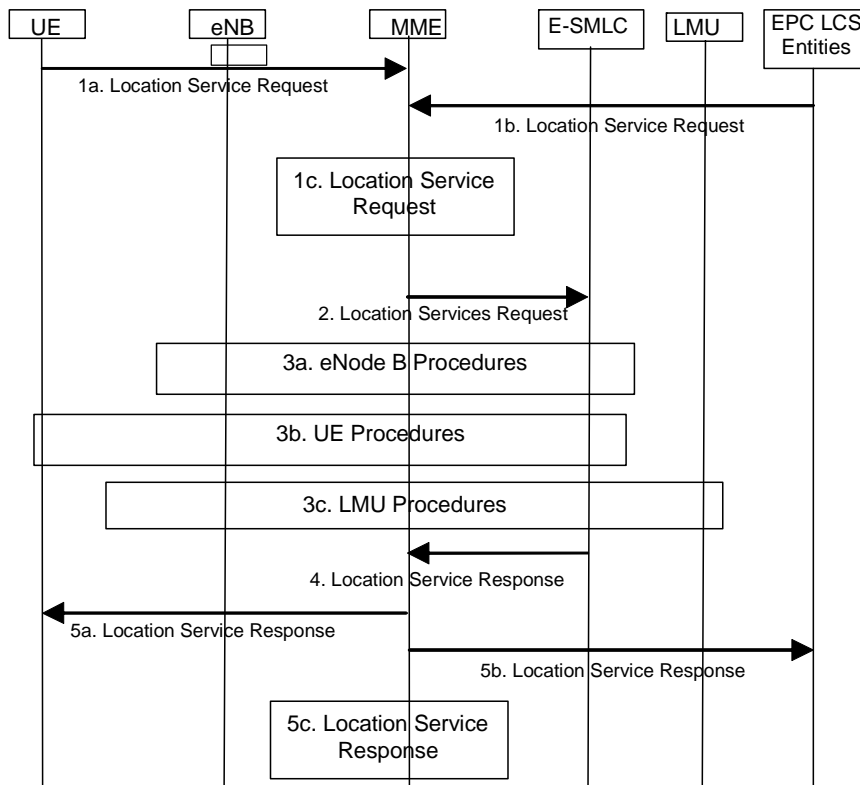 UE
eNB
MME
E-SMLC
LMU
EPC LCS
Entities
1a. Location Service Request
1b. Location Service Request
1c. Location Service
Request
2. Location Services Request
3a. eNode B Procedures
3b. UE Procedures
3c. LMU Procedures
4. Location Service Response
5a. Location Service Response
5b. Location Service Response
5c. Location Service
Response